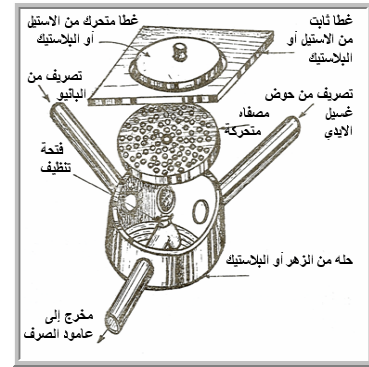 غطا ثابت
من الاستيل أو
البلاستيك
غطا متحرك من الاستيل
أو البلاستيك
تصريف من
البانيو
تصريف من حوض
غسيل
الايدي
مصفاه
متحركة
فتحة
تنظيف
حله من الزهر أو البلاستيك
مخرج إلى
عامود الصرف